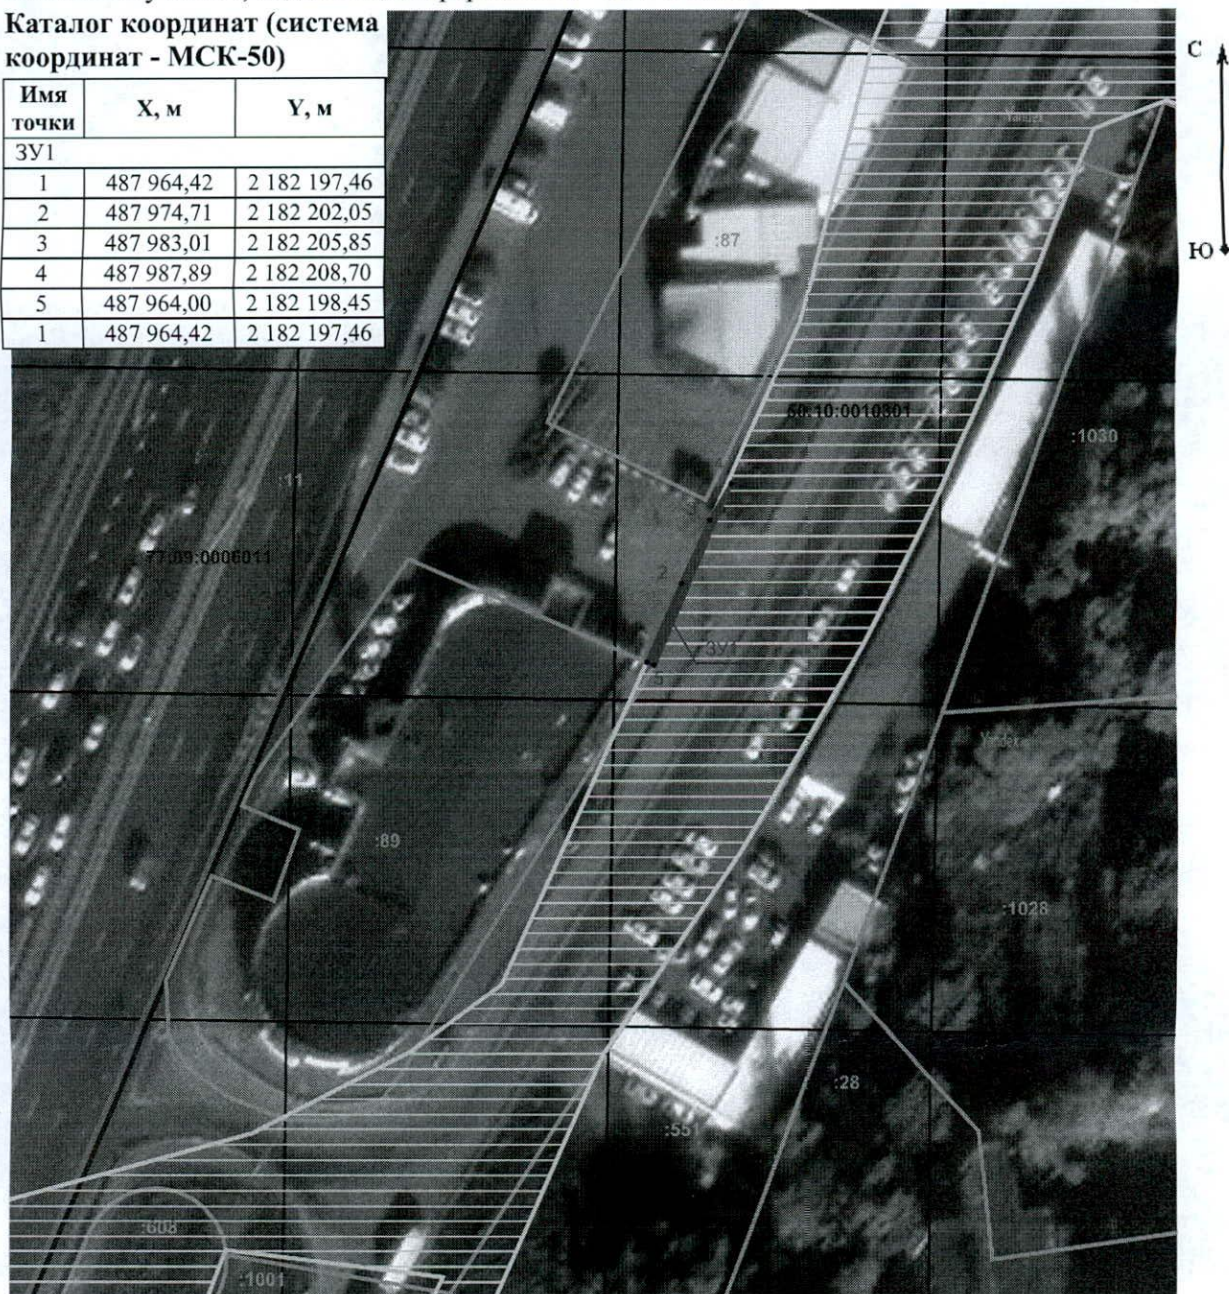 Каталог координат (система
координат - МСК-50)
Имя точки X, м Y, м
ЗУ1
1 487 964,42 2 182 197,46
2 487 974,71 2 182 202,05
3 487 983,01 2 182 205,85
4 487 987,89 2 182 208,70
5 487 964,00 2 182 198,45
1 487 964,42 2 182 197,46
С
Ю
:87
50:10:0010301
:1030
:11
77:09:0006011
2
:89
:1028
:28
:551
:608
:1001